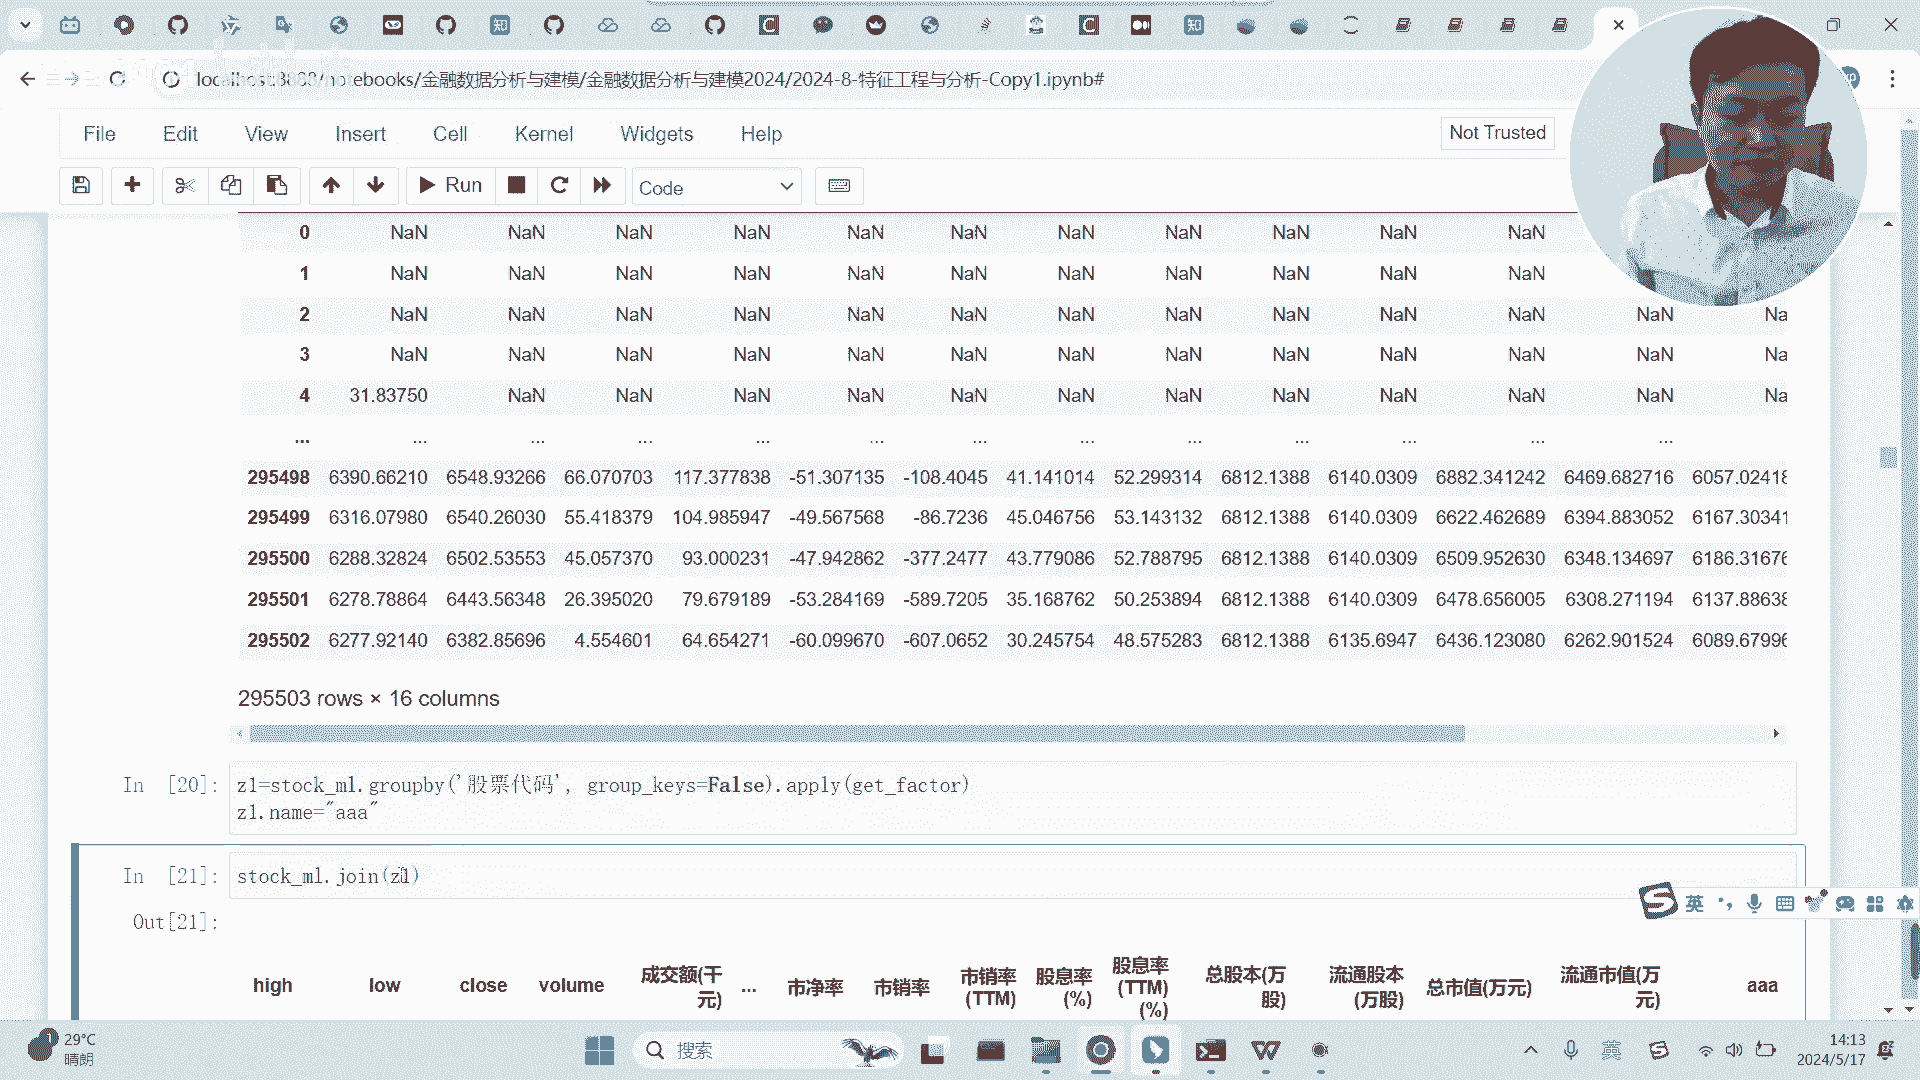 localhost:8888/notebooks/金融数据分析与建模/金融数据分析与建模2024/2024-8-特征工程与分析-Copy1.ipynb#
File Edit View Insert Cell Kernel Widgets Help Not Trusted
Run Code
0 NaN NaN NaN NaN NaN NaN NaN NaN NaN NaN NaN
1 NaN NaN NaN NaN NaN NaN NaN NaN NaN NaN NaN
2 NaN NaN NaN NaN NaN NaN NaN NaN NaN NaN NaN NaN Na
3 NaN NaN NaN NaN NaN NaN NaN NaN NaN NaN NaN NaN Na
4 31.83750 NaN NaN NaN NaN NaN NaN NaN NaN NaN NaN NaN Na
... ... ... ... ... ... ... ... ... ... ... ... ...
295498 6390.66210 6548.93266 66.070703 117.377838 -51.307135 -108.4045 41.141014 52.299314 6812.1388 6140.0309 6882.341242 6469.682716 6057.02418
295499 6316.07980 6540.26030 55.418379 104.985947 -49.567568 -86.7236 45.046756 53.143132 6812.1388 6140.0309 6622.462689 6394.883052 6167.30341
295500 6288.32824 6502.53553 45.057370 93.000231 -47.942862 -377.2477 43.779086 52.788795 6812.1388 6140.0309 6509.952630 6348.134697 6186.31676
295501 6278.78864 6443.56348 26.395020 79.679189 -53.284169 -589.7205 35.168762 50.253894 6812.1388 6140.0309 6478.656005 6308.271194 6137.88638
295502 6277.92140 6382.85696 4.554601 64.654271 -60.099670 -607.0652 30.245754 48.575283 6812.1388 6135.6947 6436.123080 6262.901524 6089.67996
295503 rows × 16 columns
In [20]: z1=stock_ml.groupby('股票代码', group_keys=False).apply(get_factor)
z1.name="aaa"
In [21]: stock_ml.join(z1)
Out[21]:
high low close volume 成交额(千元) ... 市净率 市销率 市销率(TTM) 股息率(%) 股息率(TTM)(%) 总股本(万股) 流通股本(万股) 总市值(万元) 流通市值(万元) aaa
英
29°C
晴朗
搜索
英
14:13
2024/5/17